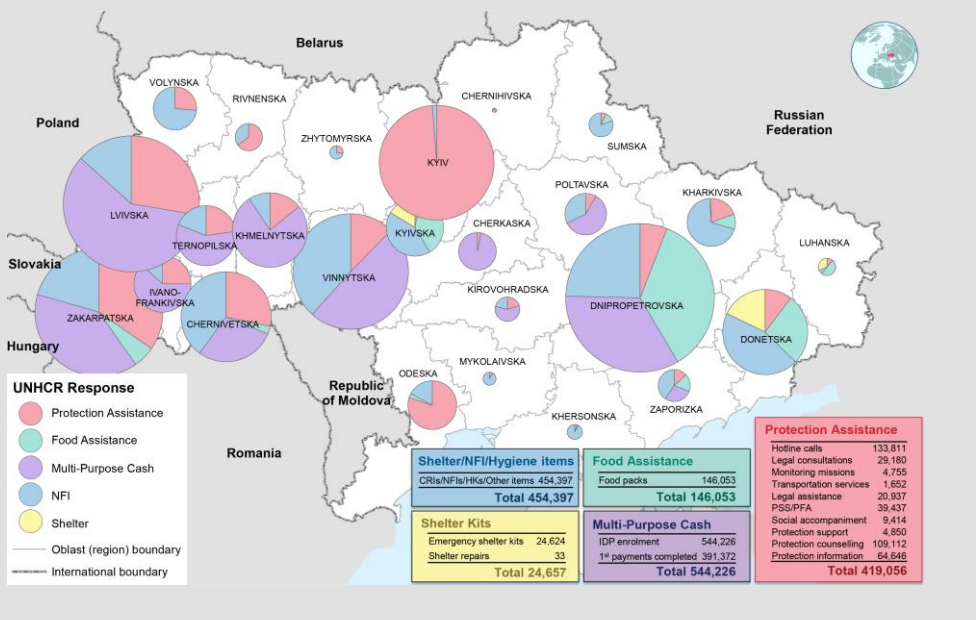 Belarus
VOLYNSKA
RIVNENSKA
CHERNIHIVSKA
Poland
Russian
Federation
ZHYTOMYRSKA
SUMSKA
KYIV
POLTAVSKA
KHARKIVSKA
LVIVSKA
CHERKASKA
KYIVSKA
KHMELNYTSKA
TERNOPILSKA
LUHANSKA
Slovakia
VINNYTSKA
IVANO-
FRANKIVSKA
KIROVOHRADSKA
DNIPROPETROVSKA
ZAKARPATSKA
CHERNIVETSKA
DONETSKA
Hungary
MYKOLAIVSKA
ODESKA
Republic
of Moldova
ZAPORIZKA
KHERSONSKA
Romania
UNHCR Response
Protection Assistance
Food Assistance
Multi-Purpose Cash
NFI
Shelter
Oblast (region) boundary
International boundary
Shelter/NFI/Hygiene items
CRIs/NFIs/HKs/Other items 454,397
Total 454,397
Food Assistance
Food packs 146,053
Total 146,053
Shelter Kits
Emergency shelter kits 24,624
Shelter repairs 33
Total 24,657
Multi-Purpose Cash
IDP enrolment 544,226
1st payments completed 391,372
Total 544,226
Protection Assistance
Hotline calls 133,811
Legal consultations 29,180
Monitoring missions 4,755
Transportation services 1,652
Legal assistance 20,937
PSS/PFA 39,437
Social accompaniment 9,414
Protection support 4,850
Protection counselling 109,112
Protection information 64,646
Total 419,056